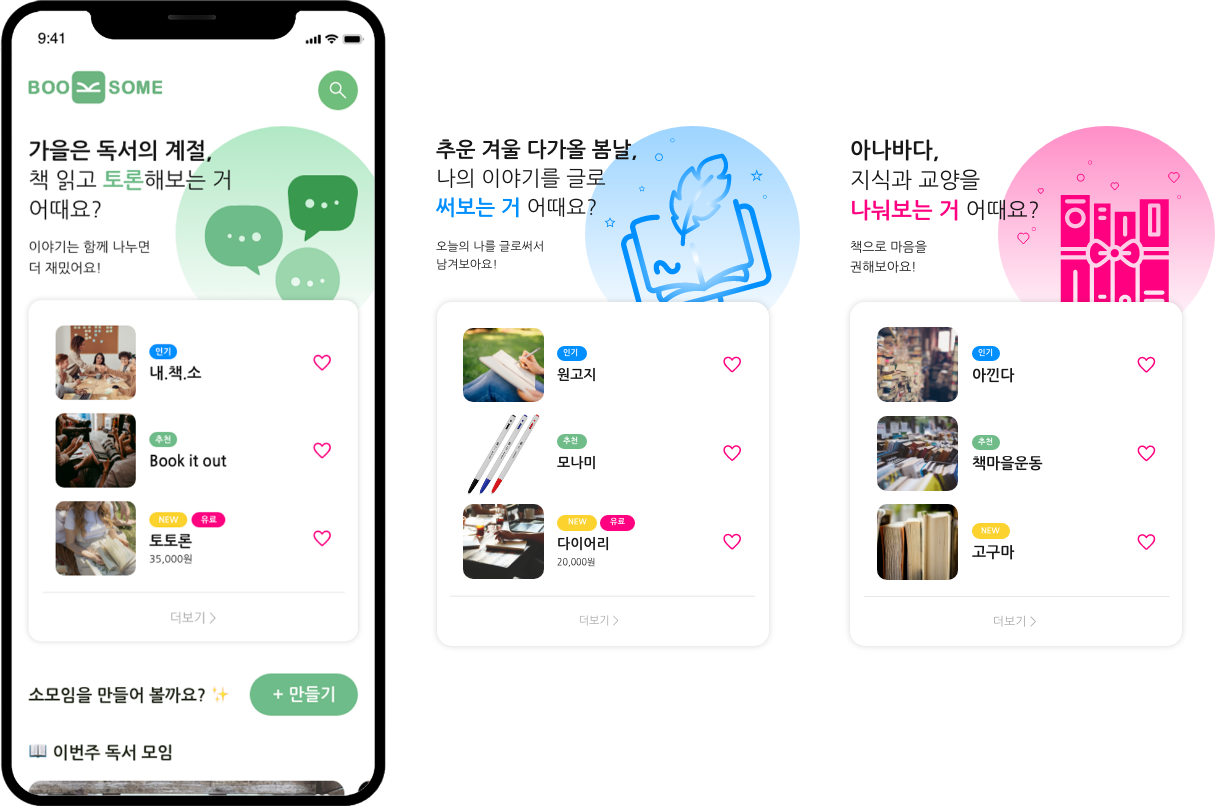 9:41
BOO SOME
가을은 독서의 계절,
책 읽고 토론해보는 거
어때요?
이야기는 함께 나누면
더 재밌어요!
인기
내.책.소
추천
Book it out
NEW 유료
토토론
35,000원
더보기 >
소모임을 만들어 볼까요? ✨
+ 만들기
📖 이번주 독서 모임
추운 겨울 다가올 봄날,
나의 이야기를 글로
써보는 거 어때요?
오늘의 나를 글로써서
남겨보아요!
인기
원고지
추천
모나미
NEW 유료
다이어리
20,000원
더보기 >
아나바다,
지식과 교양을
나눠보는 거 어때요?
책으로 마음을
권해보아요!
인기
아낀다
추천
책마을운동
NEW
고구마
더보기 >